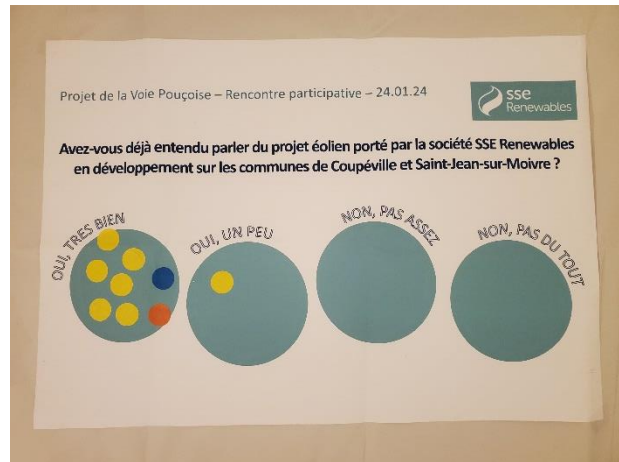 Projet de la Voie Pouçoise – Rencontre participative – 24.01.24
sse
Renewables
Avez-vous déjà entendu parler du projet éolien porté par la société SSE Renewables
en développement sur les communes de Coupéville et Saint-Jean-sur-Moivre ?
OUI, TRES BIEN
OUI, UN PEU
NON, PAS ASSEZ
NON, PAS DU TOUT